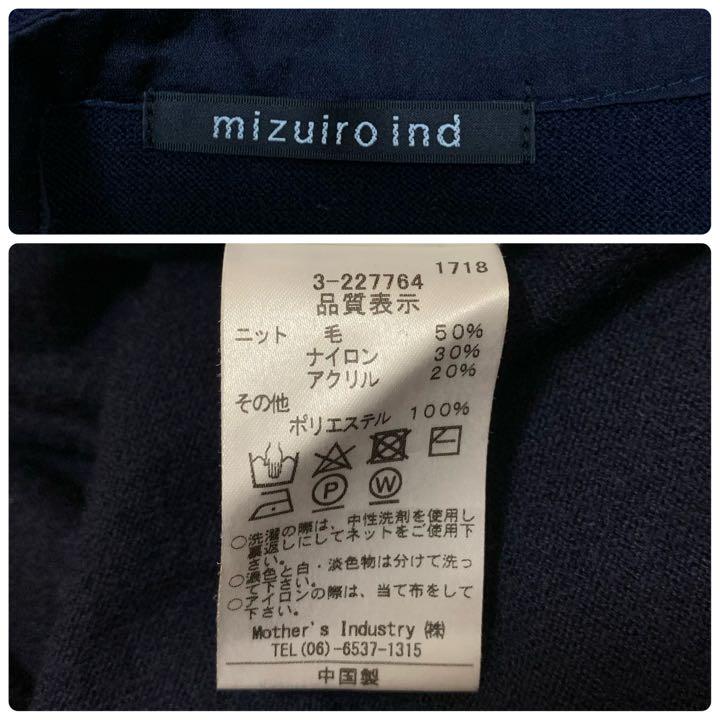 mizuiro ind
1718
3-227764
品質表示
ニット 毛 50%
ナイロン 30%
アクリル 20%
その他
ポリエステル 100%
P W
○洗濯の際は、中性洗剤を使用し
裏返しにしてネットをご使用下
さい。
○濃色と白・淡色物は分けて洗っ
て下さい。
○アイロンの際は、当て布をして
下さい。
Mother's Industry ㈱
TEL(06)-6537-1315
中国製